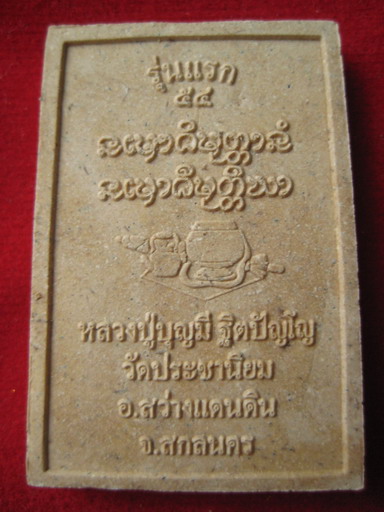 รุ่นแรก
๕๔
หลวงปู่บุญมี ฐิตปัญโญ
วัดประชานิยม
อ.สว่างแดนดิน
จ.สกลนคร